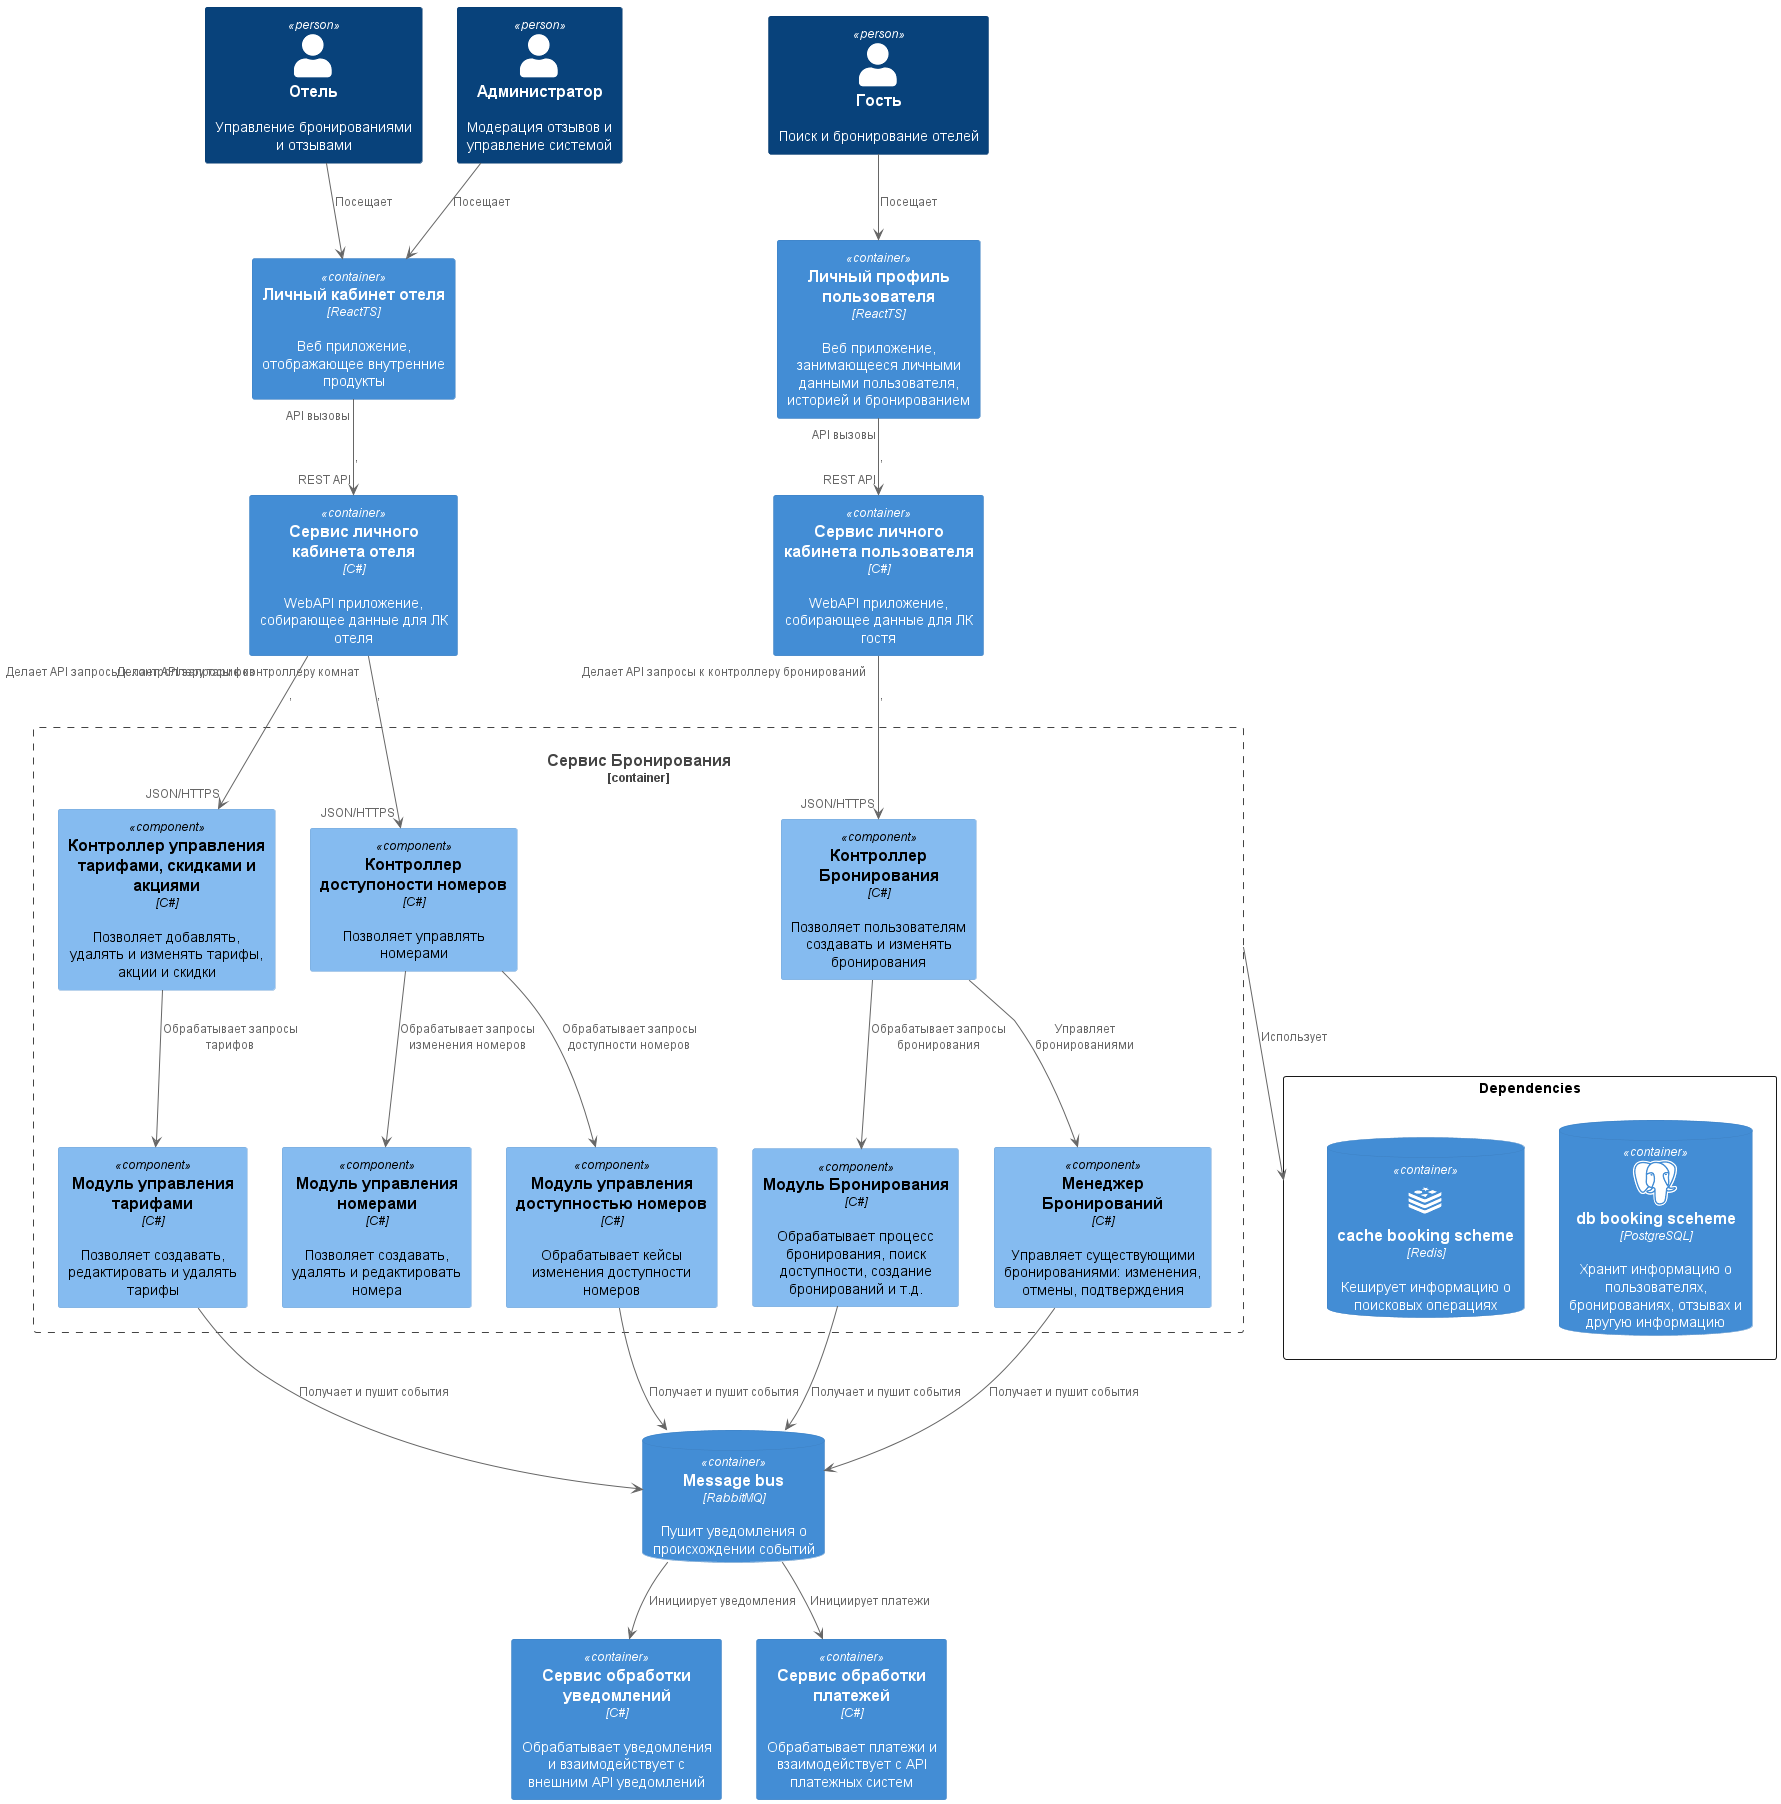 «person»
Отель
Управление бронированиями
и отзывами
«person»
Администратор
Модерация отзывов и
управление системой
«person»
Гость
Поиск и бронирование отелей
Посещает
Посещает
Посещает
«container»
Личный кабинет отеля
[ReactTS]
Веб приложение,
отображающее внутренние
продукты
«container»
Личный профиль
пользователя
[ReactTS]
Веб приложение,
занимающееся личными
данными пользователя,
историей и бронированием
API вызовы
,
REST API
API вызовы
,
REST API
«container»
Сервис личного
кабинета отеля
[C#]
WebAPI приложение,
собирающее данные для ЛК
отеля
«container»
Сервис личного
кабинета пользователя
[C#]
WebAPI приложение,
собирающее данные для ЛК
гостя
Делает API запросы к контроллеру тарифов
Делает API запросы к контроллеру комнат
Делает API запросы к контроллеру бронирований
,
,
,
Сервис Бронирования
[container]
JSON/HTTPS
JSON/HTTPS
JSON/HTTPS
«component»
Контроллер управления
тарифами, скидками и
акциями
[C#]
Позволяет добавлять,
удалять и изменять тарифы,
акции и скидки
«component»
Контроллер
доступоности номеров
[C#]
Позволяет управлять
номерами
«component»
Контроллер
Бронирования
[C#]
Позволяет пользователям
создавать и изменять
бронирования
Обрабатывает запросы
тарифов
Обрабатывает запросы
изменения номеров
Обрабатывает запросы
доступности номеров
Обрабатывает запросы
бронирования
Управляет
бронированиями
Использует
«component»
Модуль управления
тарифами
[C#]
Позволяет создавать,
редактировать и удалять
тарифы
«component»
Модуль управления
номерами
[C#]
Позволяет создавать,
удалять и редактировать
номера
«component»
Модуль управления
доступностью номеров
[C#]
Обрабатывает кейсы
изменения доступности
номеров
«component»
Модуль Бронирования
[C#]
Обрабатывает процесс
бронирования, поиск
доступности, создание
бронирований и т.д.
«component»
Менеджер
Бронирований
[C#]
Управляет существующими
бронированиями: изменения,
отмены, подтверждения
Dependencies
«container»
cache booking scheme
[Redis]
Кеширует информацию о
поисковых операциях
«container»
db booking sceheme
[PostgreSQL]
Хранит информацию о
пользователях,
бронированиях, отзывах и
другую информацию
Получает и пушит события
Получает и пушит события
Получает и пушит события
Получает и пушит события
«container»
Message bus
[RabbitMQ]
Пушит уведомления о
происхождении событий
Инициирует уведомления
Инициирует платежи
«container»
Сервис обработки
уведомлений
[C#]
Обрабатывает уведомления
и взаимодействует с
внешним API уведомлений
«container»
Сервис обработки
платежей
[C#]
Обрабатывает платежи и
взаимодействует с API
платежных систем